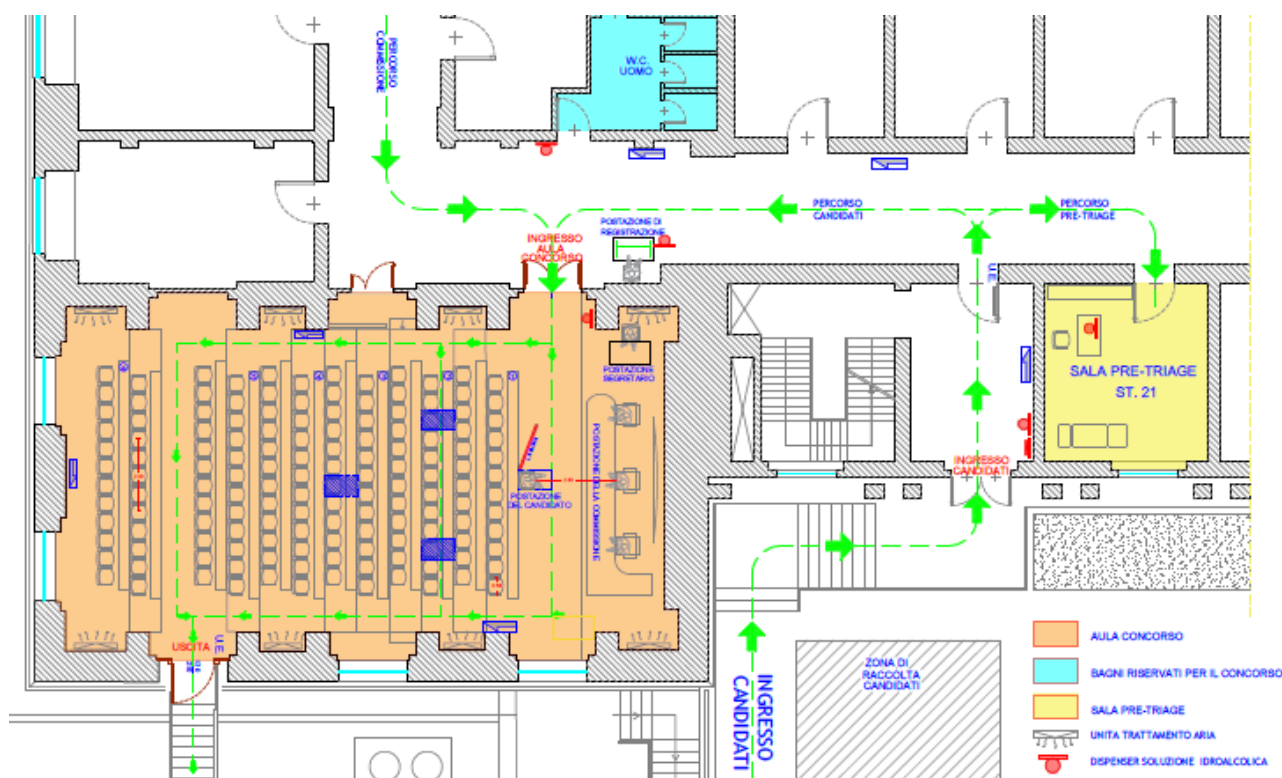 PERCORSO
COMMISSIONE
W.C.
UOMO
PERCORSO
CANDIDATI
PERCORSO
PRE-TRIAGE
POSTAZIONE DI
REGISTRAZIONE
INGRESSO
AULA
CONCORSO
U.E.
POSTAZIONE
SEGRETARIO
SALA PRE-TRIAGE
ST. 21
POSTAZIONE DELLA COMMISSIONE
POSTAZIONE
DEL CANDIDATO
INGRESSO
CANDIDATI
USCITA
U.E.
ZONA DI
RACCOLTA
CANDIDATI
INGRESSO
CANDIDATI
AULA CONCORSO
BAGNI RISERVATI PER IL CONCORSO
SALA PRE-TRIAGE
UNITA TRATTAMENTO ARIA
DISPENSER SOLUZIONE IDROALCOLICA